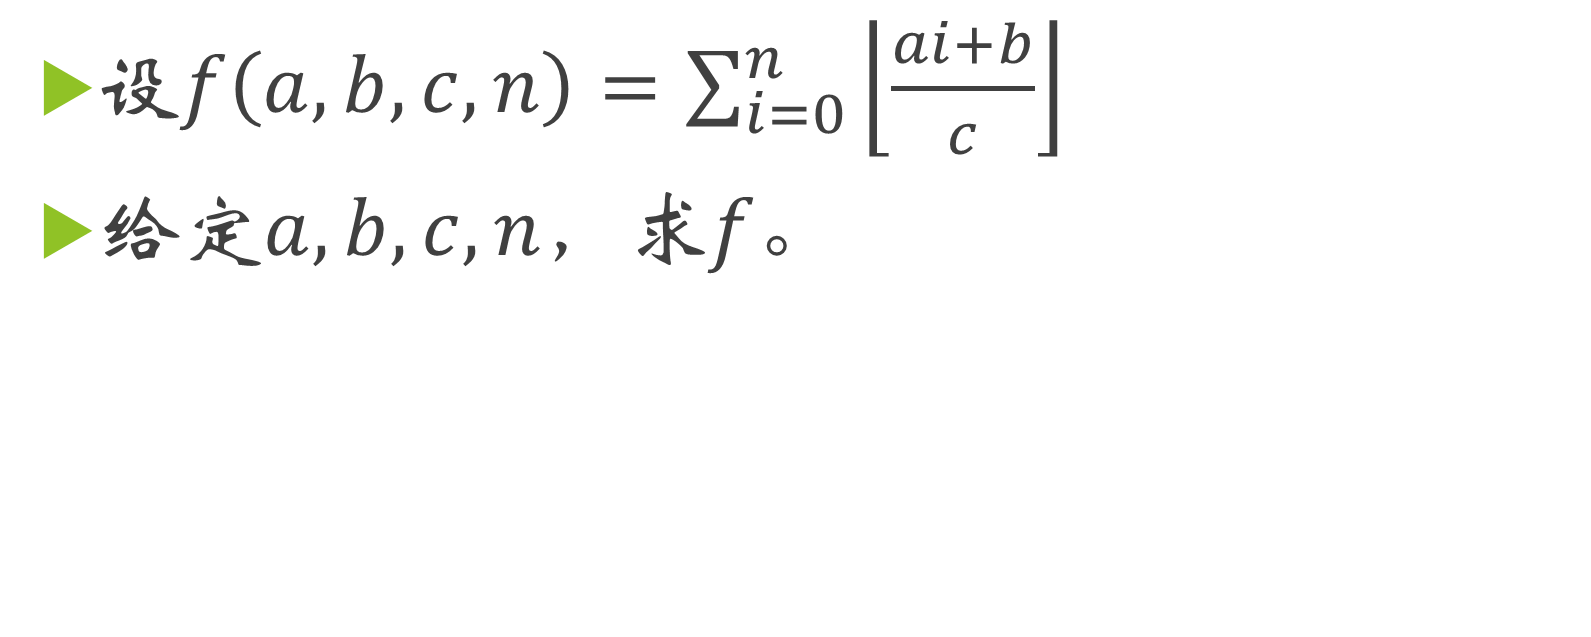 设f(a, b, c, n) = ∑_{i=0}^{n} ⌊(ai+b)/c⌋
给定a, b, c, n， 求f。